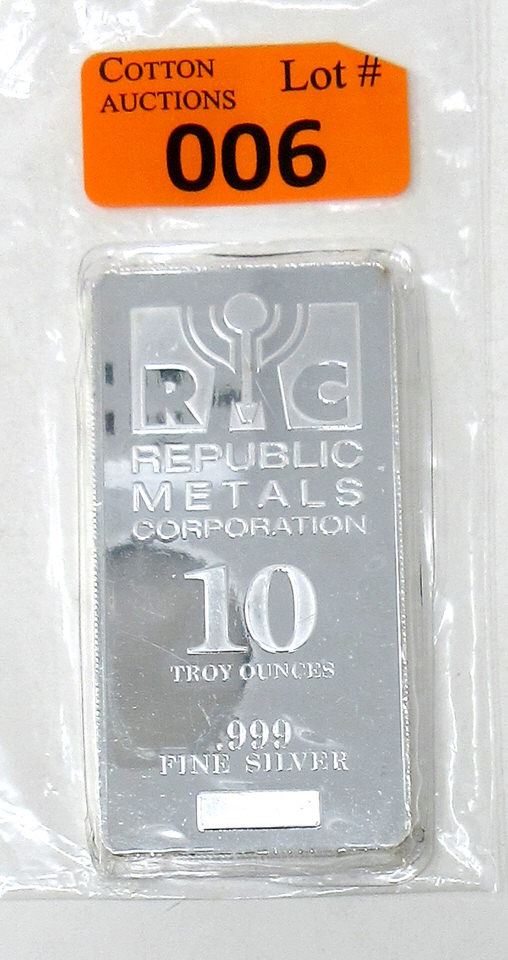 COTTON Lot #
AUCTIONS
006
R C
REPUBLIC
METALS
CORPORATION
10
TROY OUNCES
.999
FINE SILVER